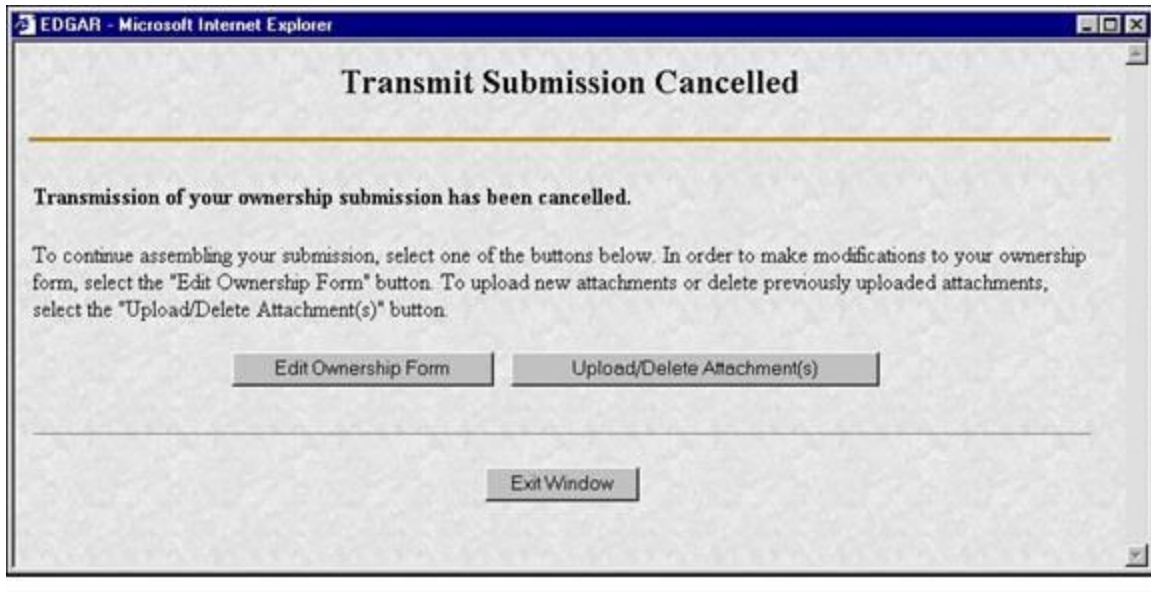 EDGAR - Microsoft Internet Explorer
Transmit Submission Cancelled
Transmission of your ownership submission has been cancelled.
To continue assembling your submission, select one of the buttons below. In order to make modifications to your ownership
form, select the "Edit Ownership Form" button. To upload new attachments or delete previously uploaded attachments,
select the "Upload/Delete Attachment(s)" button.
Edit Ownership Form Upload/Delete Attachment(s)
Exit Window